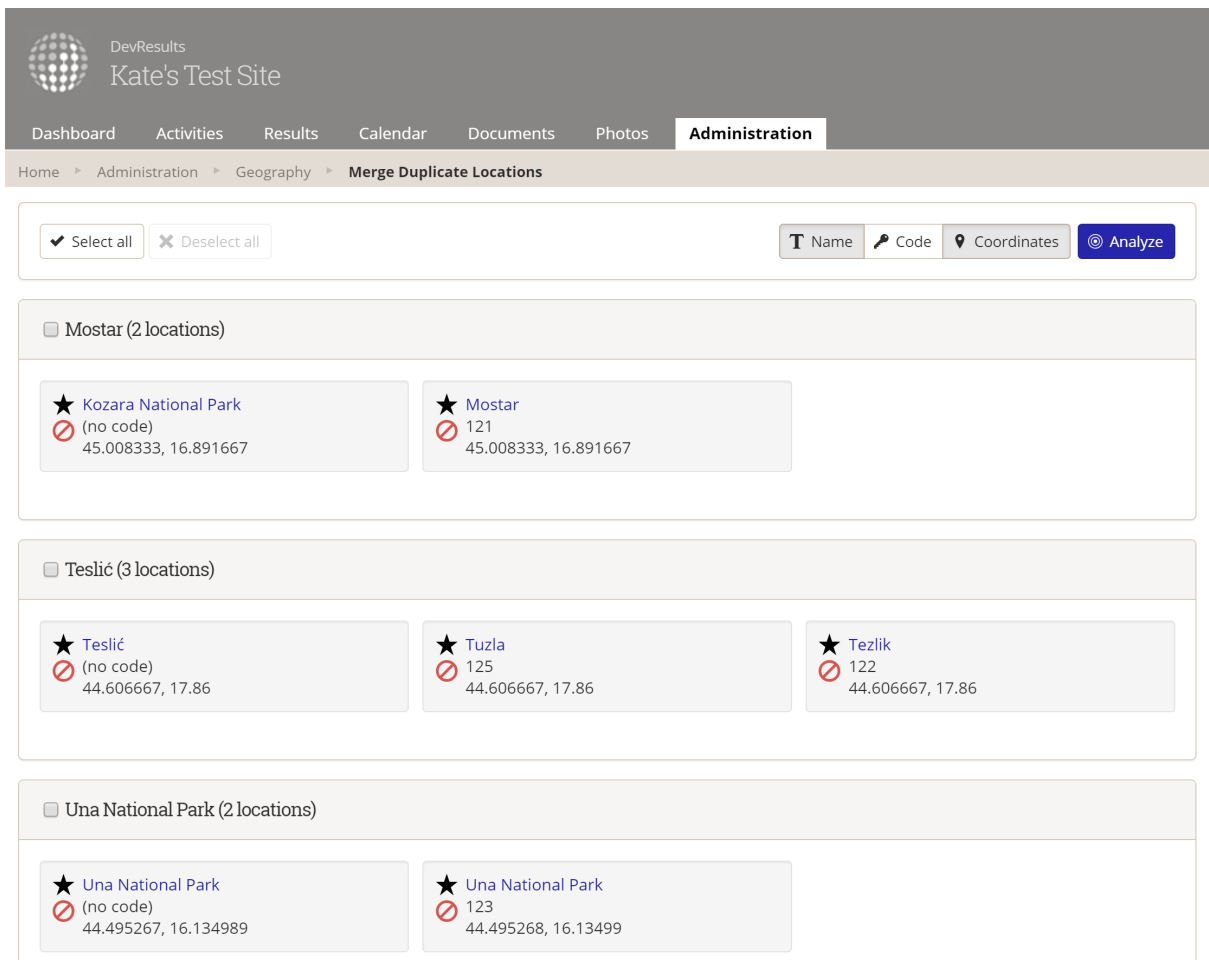 DevResults
Kate's Test Site
Dashboard Activities Results Calendar Documents Photos Administration
Home Administration Geography Merge Duplicate Locations
Select all Deselect all Name Code Coordinates Analyze
Mostar (2 locations)
Kozara National Park
(no code)
45.008333, 16.891667
Mostar
121
45.008333, 16.891667
Teslić (3 locations)
Teslić
(no code)
44.606667, 17.86
Tuzla
125
44.606667, 17.86
Tezlik
122
44.606667, 17.86
Una National Park (2 locations)
Una National Park
(no code)
44.495267, 16.134989
Una National Park
123
44.495268, 16.13499